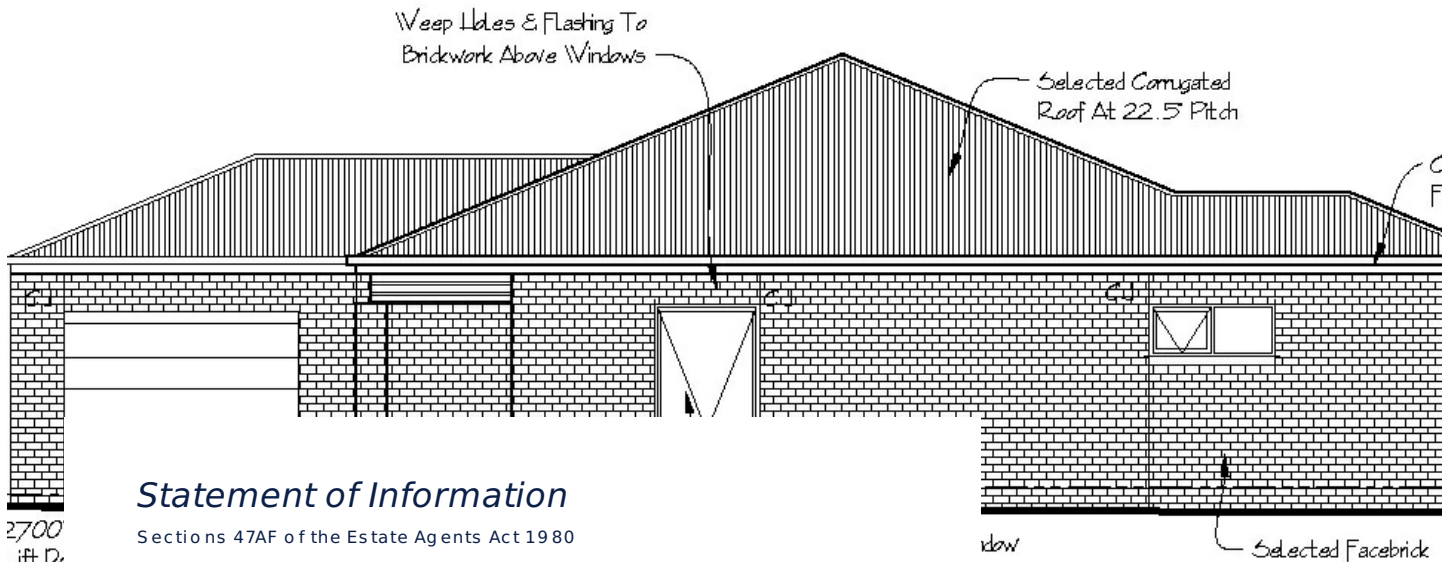 Weep Holes & Flashing To
Brickwork Above Windows
Selected Corrugated
Roof At 22.5° Pitch
CJ
CJ
CJ
Statement of Information
Sections 47AF of the Estate Agents Act 1980
2700
Selected Facebrick